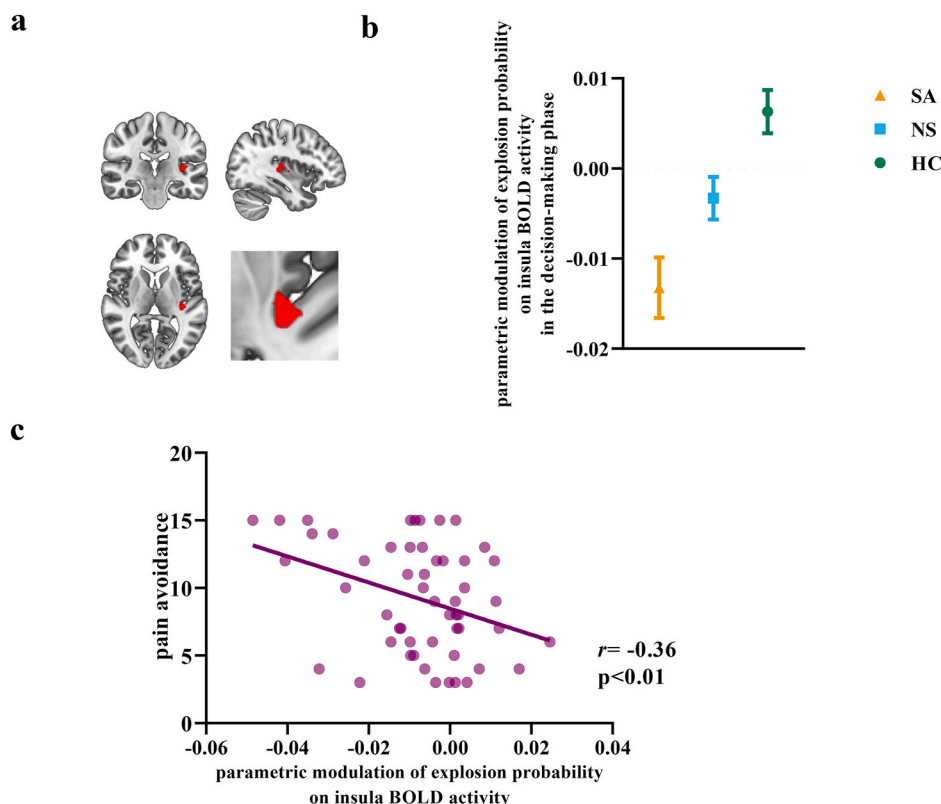 a
b
parametric modulation of explosion probability
on insula BOLD activity
in the decision-making phase
0.01
0.00
-0.01
-0.02
SA
NS
HC
c
pain avoidance
20
15
10
5
0
-0.06
-0.04
-0.02
0.00
0.02
0.04
r= -0.36
p<0.01
parametric modulation of explosion probability
on insula BOLD activity